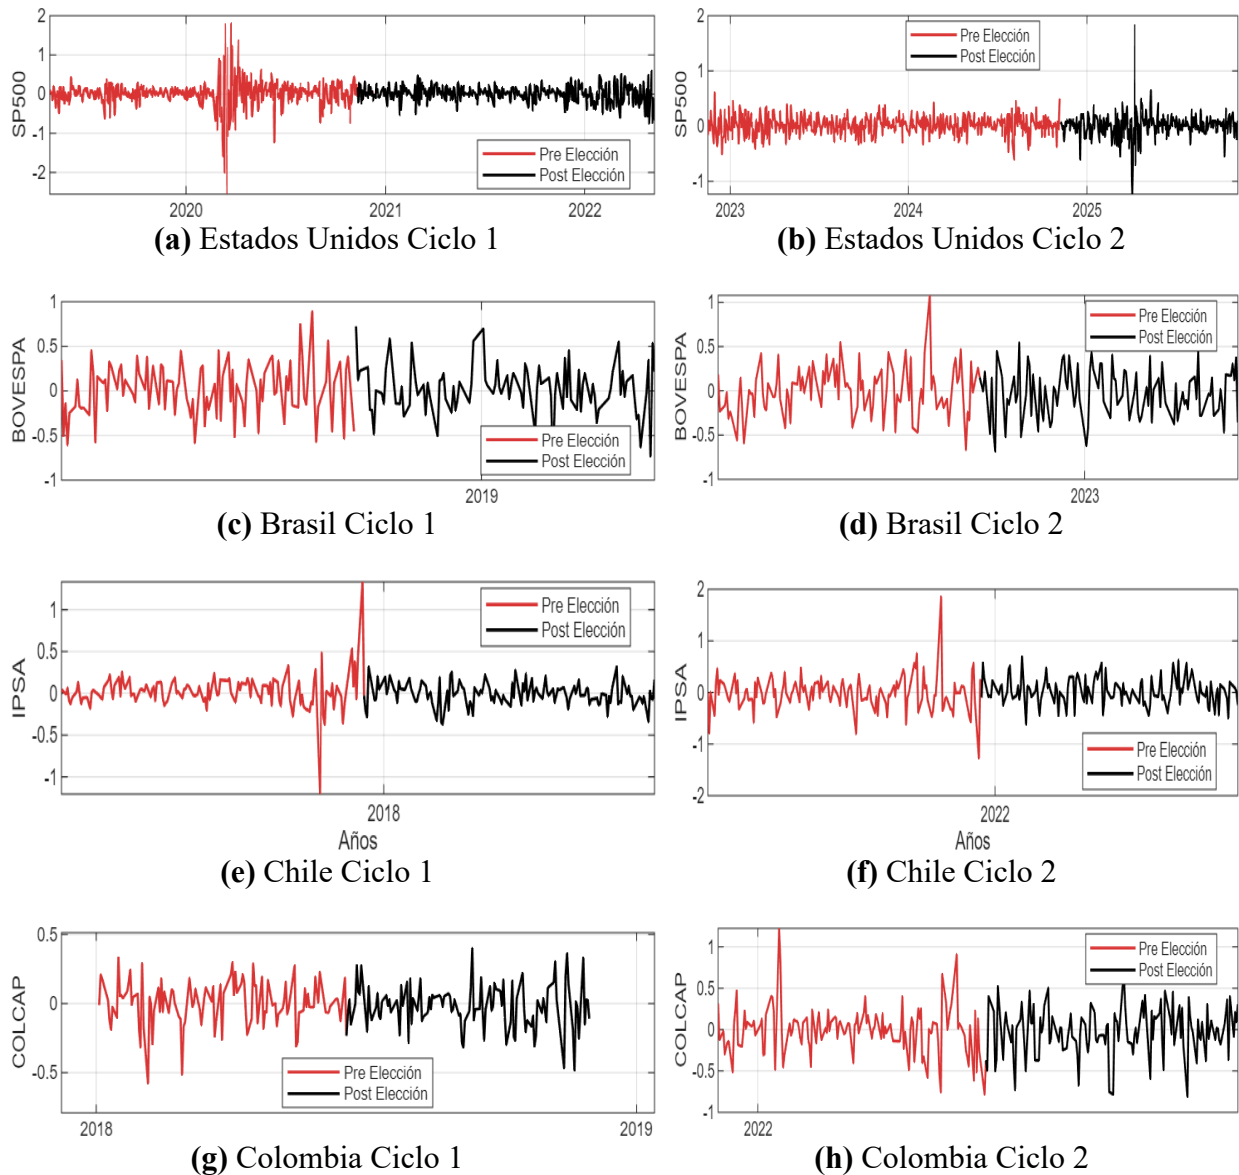 2
1
0
-1
-2
SP500
Pre Elección
Post Elección
2020
2021
2022
(a) Estados Unidos Ciclo 1
2
1
0
-1
SP500
Pre Elección
Post Elección
2023
2024
2025
(b) Estados Unidos Ciclo 2
1
0.5
0
-0.5
-1
BOVESPA
Pre Elección
Post Elección
2019
(c) Brasil Ciclo 1
1
0.5
0
-0.5
-1
BOVESPA
Pre Elección
Post Elección
2023
(d) Brasil Ciclo 2
1
0.5
0
-0.5
-1
IPSA
Pre Elección
Post Elección
2018
Años
(e) Chile Ciclo 1
2
1
0
-1
-2
IPSA
Pre Elección
Post Elección
2022
Años
(f) Chile Ciclo 2
0.5
0
-0.5
COLCAP
Pre Elección
Post Elección
2018
2019
(g) Colombia Ciclo 1
1
0.5
0
-0.5
-1
COLCAP
Pre Elección
Post Elección
2022
(h) Colombia Ciclo 2